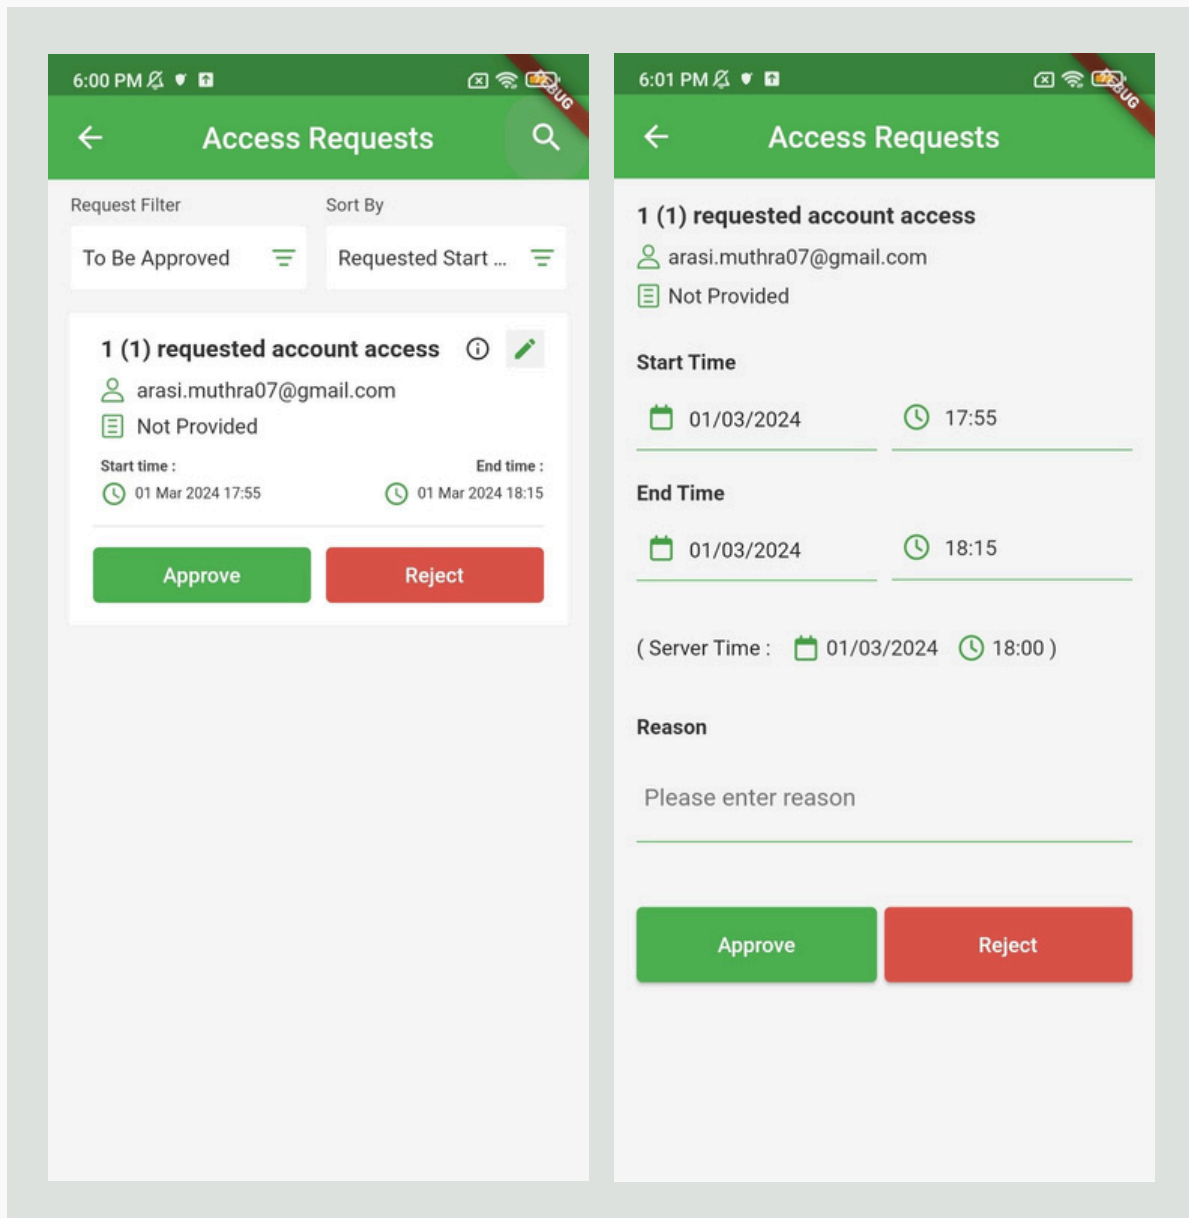 6:00 PM
BUG
Access Requests
Request Filter
Sort By
To Be Approved
Requested Start ...
1 (1) requested account access
arasi.muthra07@gmail.com
Not Provided
Start time :
End time :
01 Mar 2024 17:55
01 Mar 2024 18:15
Approve
Reject
6:01 PM
BUG
Access Requests
1 (1) requested account access
arasi.muthra07@gmail.com
Not Provided
Start Time
01/03/2024
17:55
End Time
01/03/2024
18:15
( Server Time : 01/03/2024 18:00 )
Reason
Please enter reason
Approve
Reject